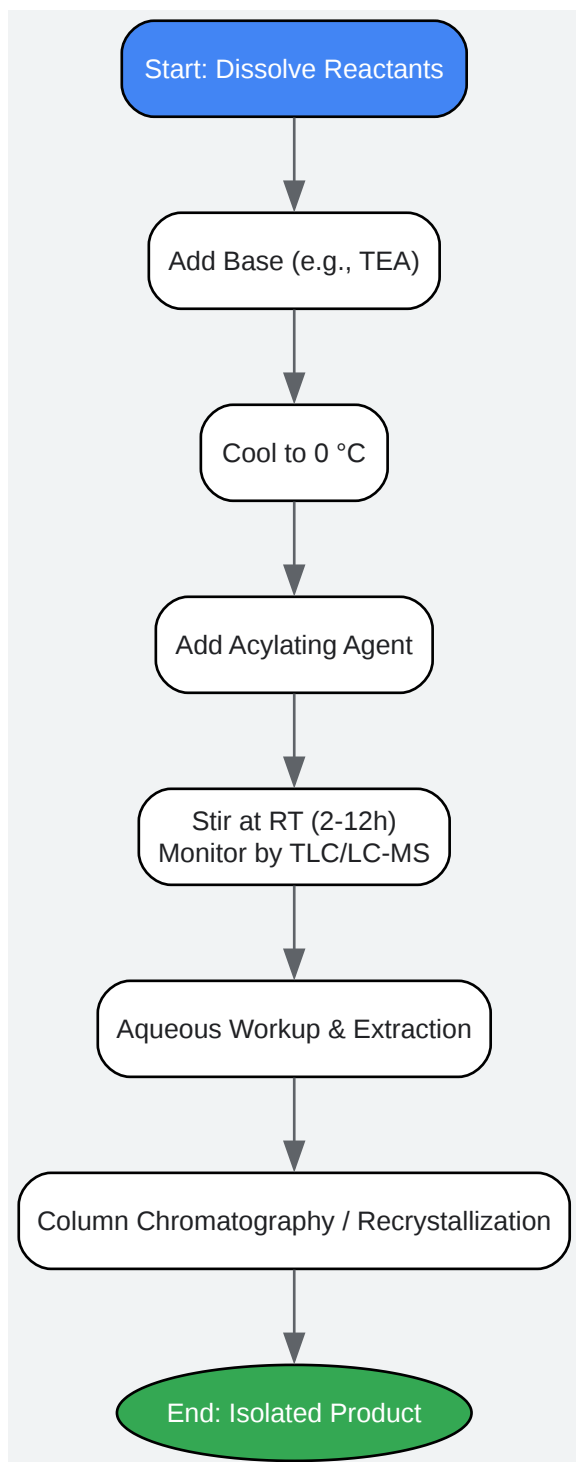 Start: Dissolve Reactants
Add Base (e.g., TEA)
Cool to 0 °C
Add Acylating Agent
Stir at RT (2-12h)
Monitor by TLC/LC-MS
Aqueous Workup & Extraction
Column Chromatography / Recrystallization
End: Isolated Product